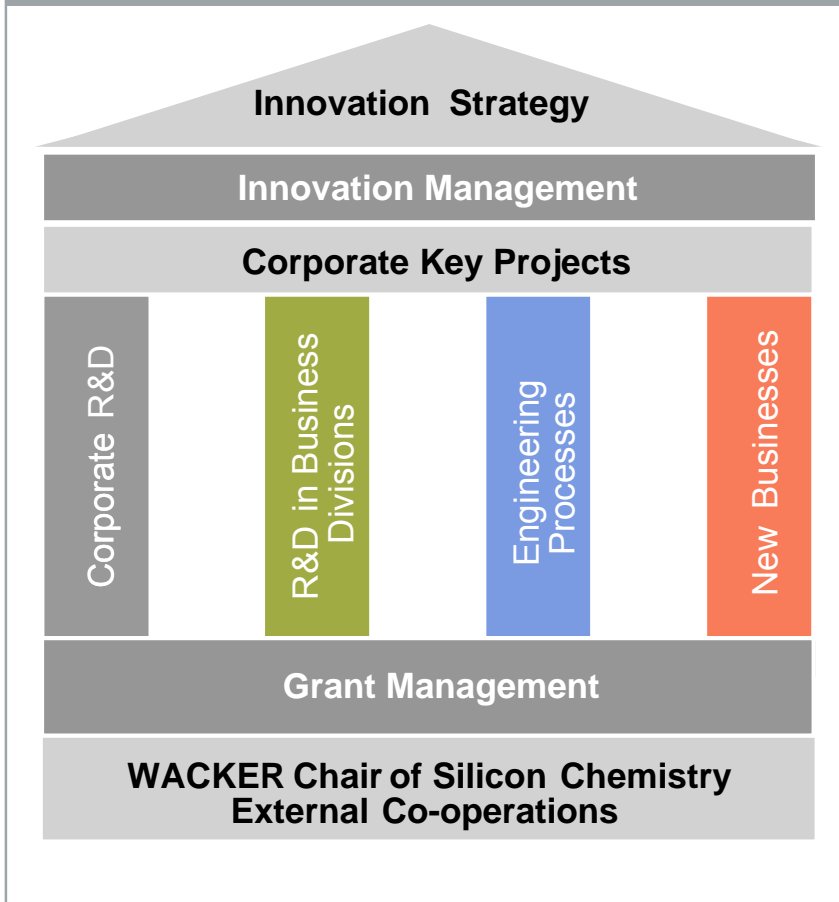 Innovation Strategy
Innovation Management
Corporate Key Projects
Corporate R&D
R&D in Business
Divisions
Engineering
Processes
New Businesses
Grant Management
WACKER Chair of Silicon Chemistry
External Co-operations